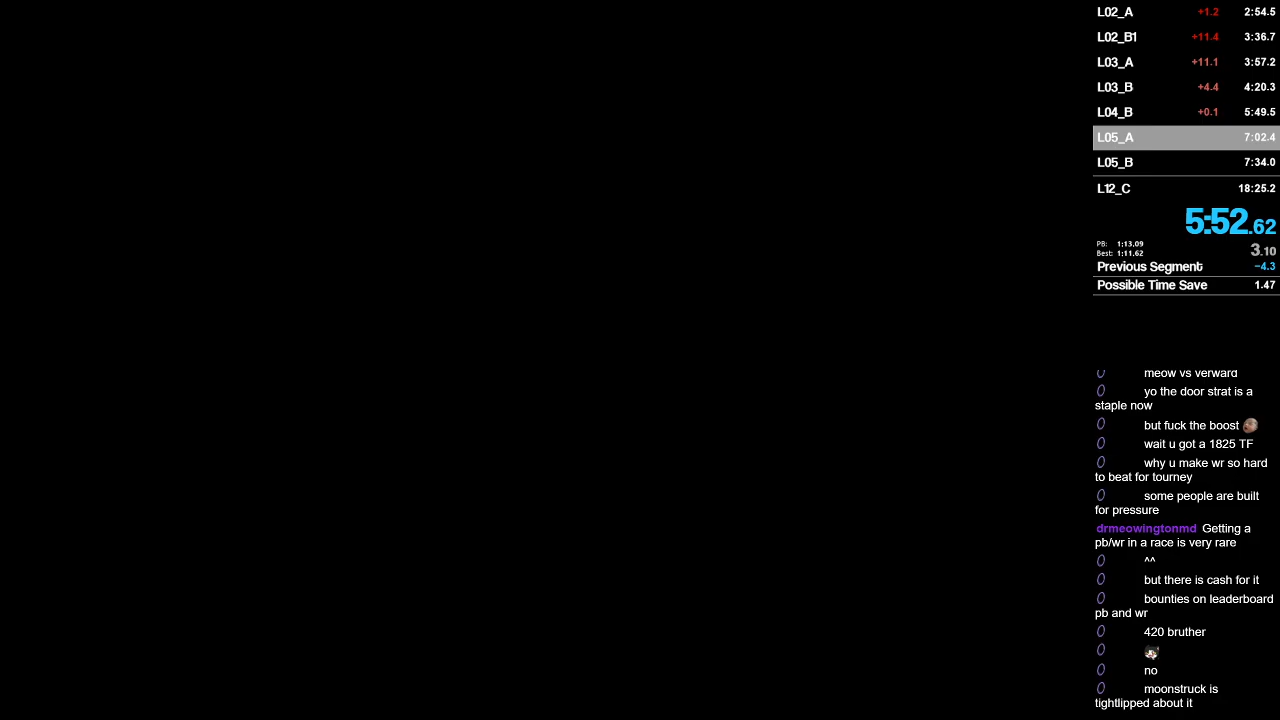 L02_A +1.2 2:54.5
L02_B1 +11.4 3:36.7
L03_A +11.1 3:57.2
L03_B +4.4 4:20.3
L04_B +0.1 5:49.5
L05_A 7:02.4
L05_B 7:34.0
L12_C 18:25.2
5:52.62
PB: 1:13.09
Best: 1:11.62
3.10
Previous Segment −4.3
Possible Time Save 1.47
meow vs verward
yo the door strat is a
staple now
but fuck the boost
wait u got a 1825 TF
why u make wr so hard
to beat for tourney
some people are built
for pressure
drmeowingtonmd Getting a
pb/wr in a race is very rare
^^
but there is cash for it
bounties on leaderboard
pb and wr
420 bruther
no
moonstruck is
tightlipped about it